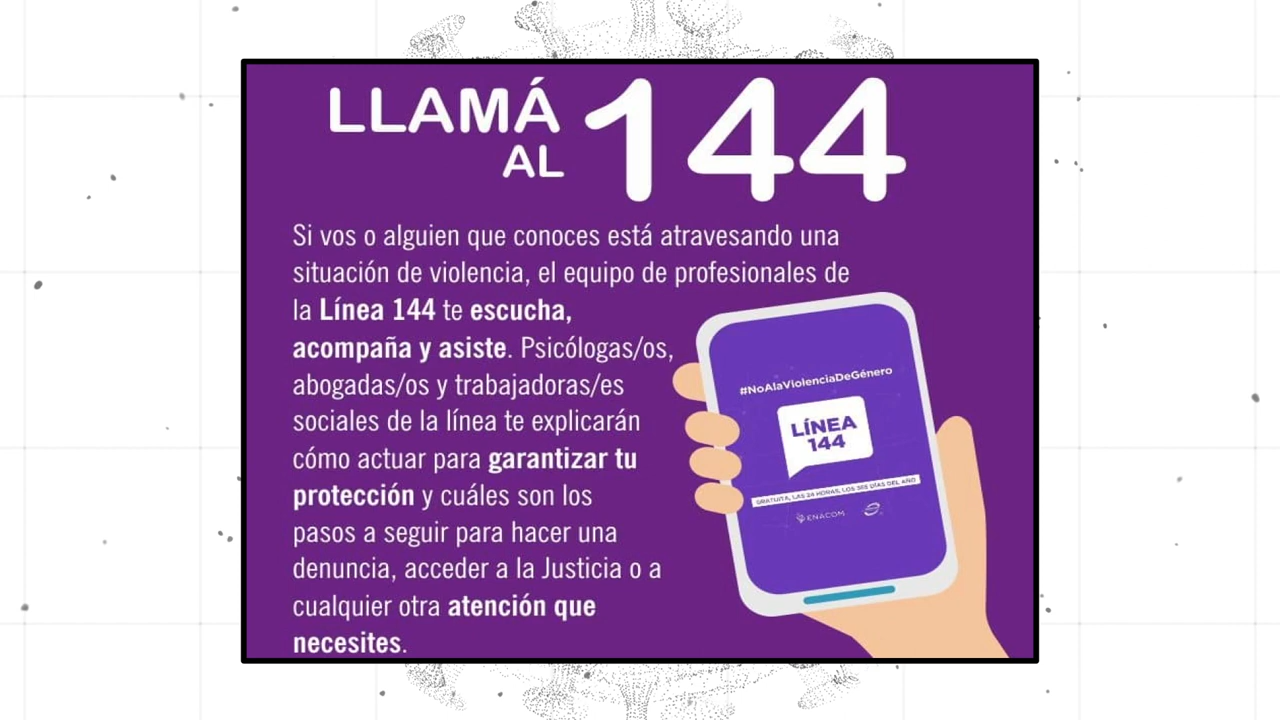 LLAMÁ
AL 144
Si vos o alguien que conoces está atravesando una
situación de violencia, el equipo de profesionales de
la Línea 144 te escucha,
acompaña y asiste. Psicólogas/os,
abogadas/os y trabajadoras/es
sociales de la línea te explicarán
cómo actuar para garantizar tu
protección y cuáles son los
pasos a seguir para hacer una
denuncia, acceder a la Justicia o a
cualquier otra atención que
necesites.
#NoAlaViolenciaDeGénero
LÍNEA
144
GRATUITA, LAS 24 HORAS, LOS 365 DÍAS DEL AÑO
ENACOM